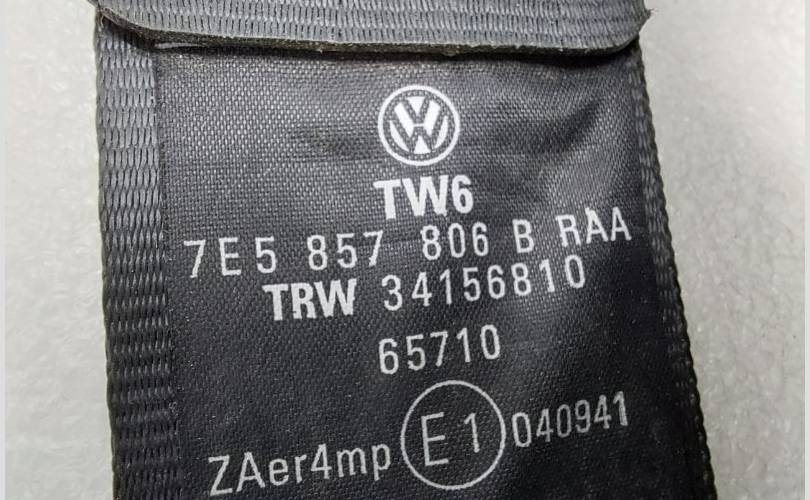 TW6
7E5 857 806 B RAA
TRW 34156810
65710
ZAer4mp E1 040941